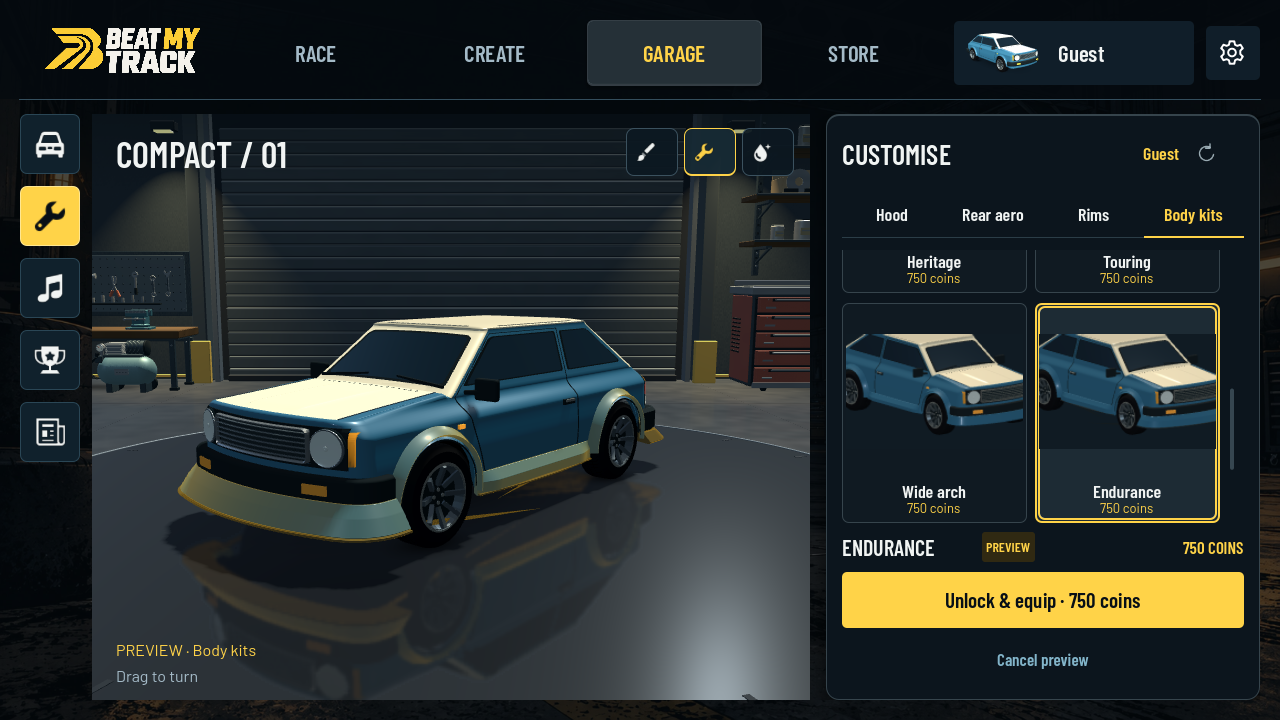 BEAT MY
TRACK
RACE
CREATE
GARAGE
STORE
Guest
COMPACT / 01
CUSTOMISE
Guest
Hood
Rear aero
Rims
Body kits
Heritage
750 coins
Touring
750 coins
Wide arch
750 coins
Endurance
750 coins
ENDURANCE
PREVIEW
750 COINS
Unlock & equip · 750 coins
Cancel preview
PREVIEW · Body kits
Drag to turn